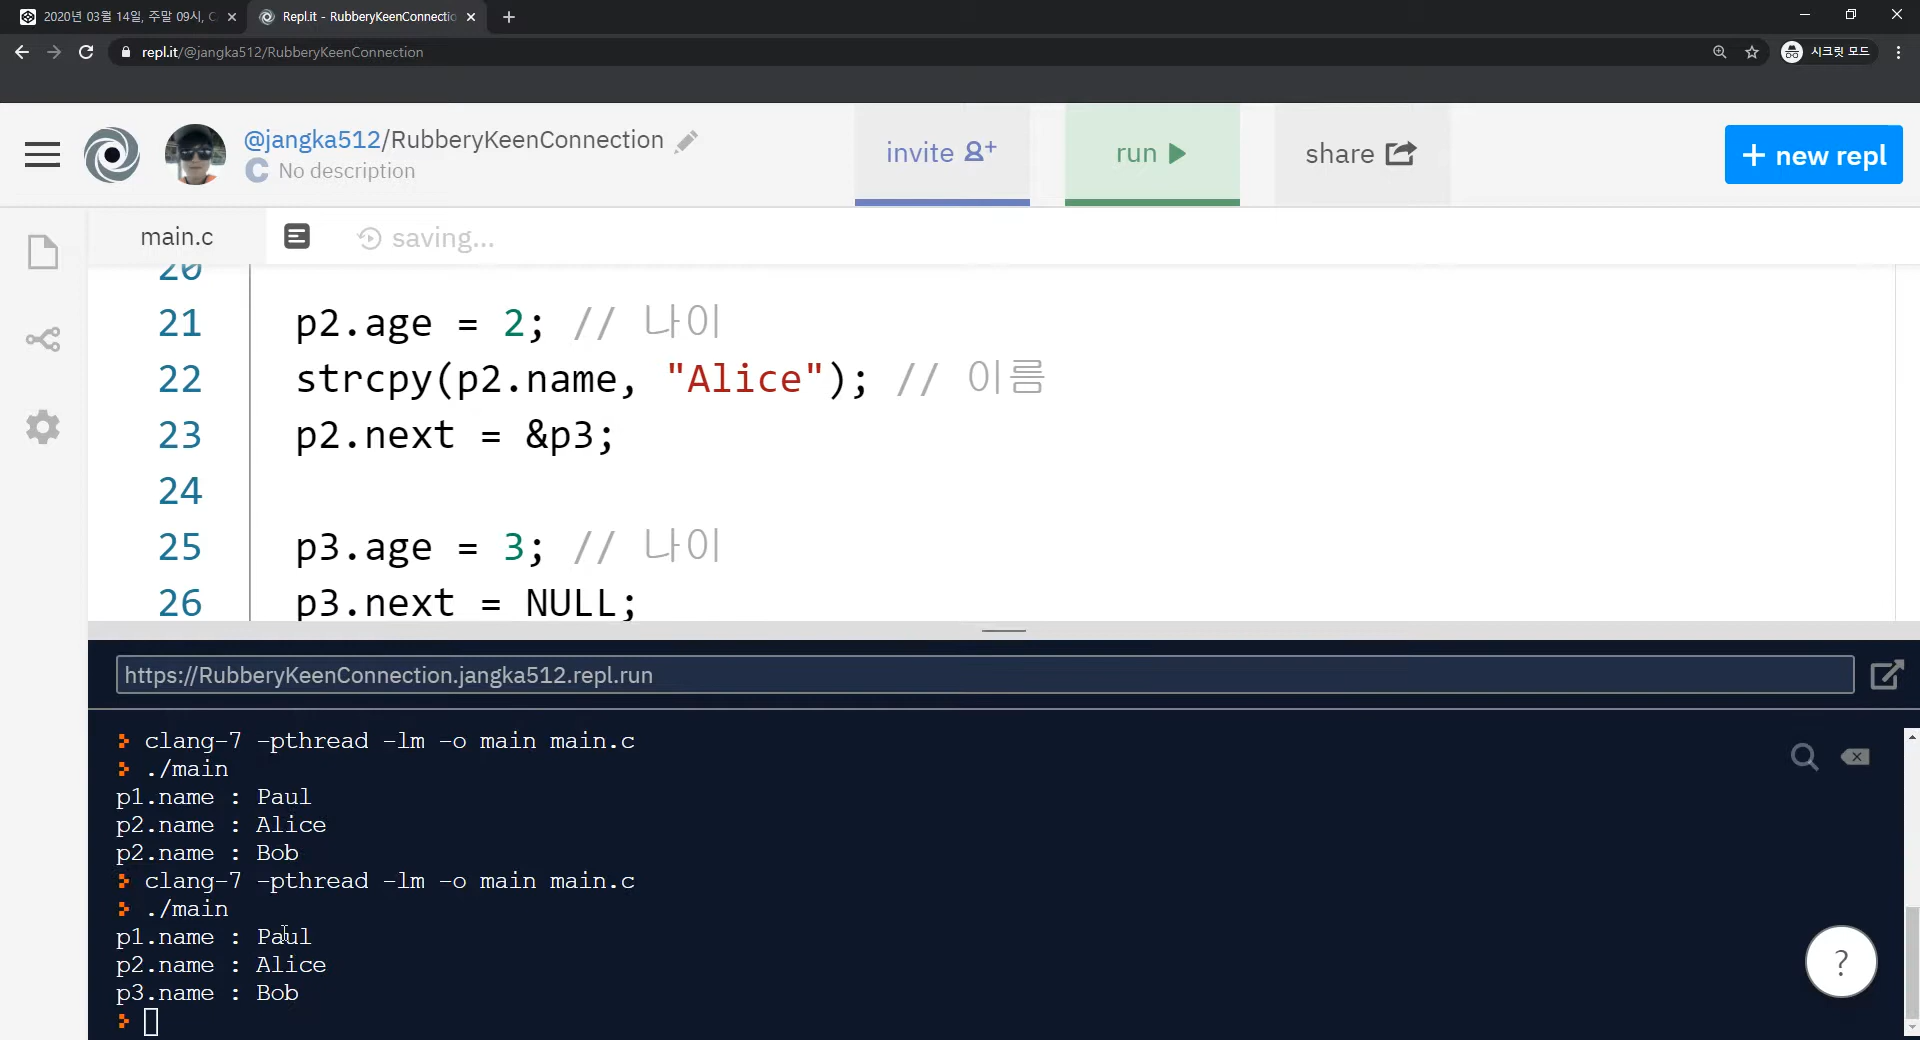 2020년 03월 14일, 주말 09시, C
Repl.it - RubberyKeenConnectio
repl.it/@jangka512/RubberyKeenConnection
시크릿 모드
@jangka512/RubberyKeenConnection
No description
invite
run
share
+ new repl
main.c
saving...
20
21 p2.age = 2; // 나이
22 strcpy(p2.name, "Alice"); // 이름
23 p2.next = &p3;
24
25 p3.age = 3; // 나이
26 p3.next = NULL;
https://RubberyKeenConnection.jangka512.repl.run
clang-7 -pthread -lm -o main main.c
./main
p1.name : Paul
p2.name : Alice
p2.name : Bob
clang-7 -pthread -lm -o main main.c
./main
p1.name : Paul
p2.name : Alice
p3.name : Bob
?